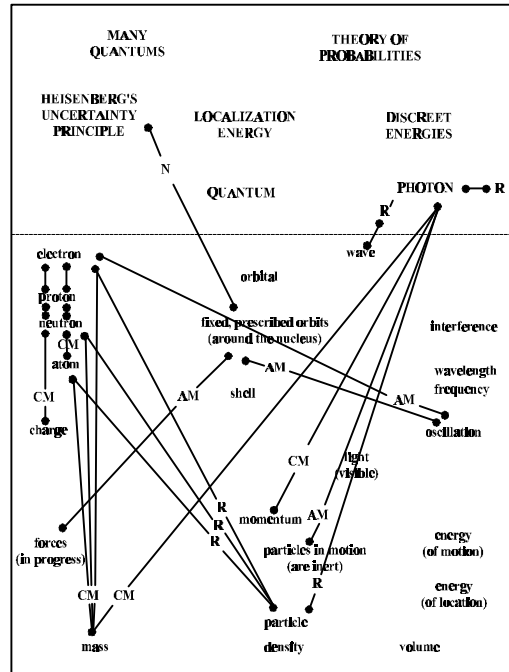 MANY
QUANTUMS
THEORY OF
PROBABILITIES
HEISENBERG'S
UNCERTAINTY
PRINCIPLE
LOCALIZATION
ENERGY
DISCREET
ENERGIES
N
QUANTUM
PHOTON
R
R
wave
electron
orbital
proton
neutron
fixed, prescribed orbits
(around the nucleus)
interference
CM
atom
AM
wavelength
frequency
CM
AM
shell
AM
charge
oscillation
light
(visible)
CM
R
R
R
momentum
AM
forces
(in progress)
particles in motion
(are inert)
energy
(of motion)
R
CM
CM
energy
(of location)
particle
mass
density
volume